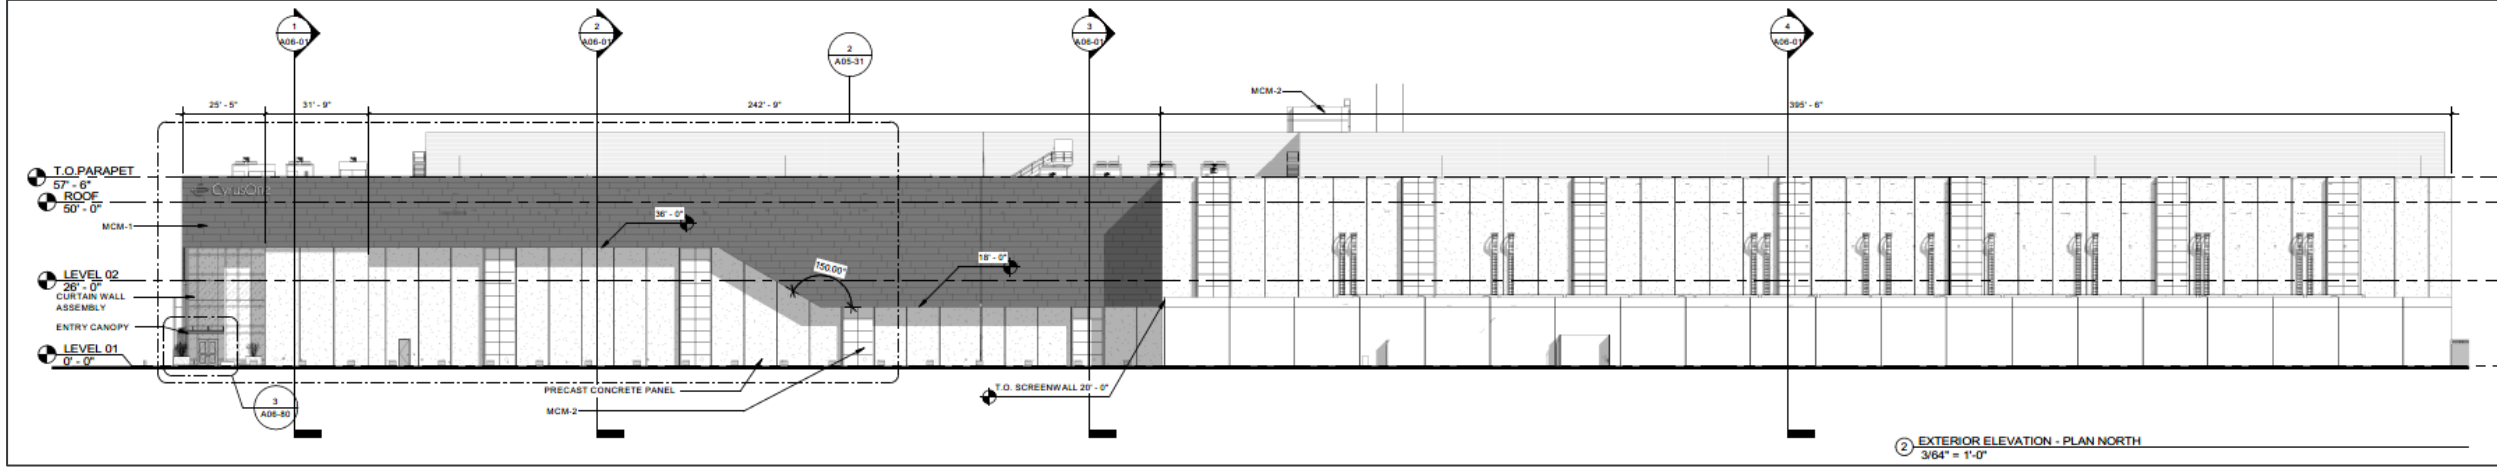 1
A06-01
2
A06-01
2
A05-31
3
A06-01
4
A06-01
25' - 5"
31' - 9"
242' - 9"
MCM-2
395' - 6"
T.O.PARAPET
57' - 6"
CyrusOne
ROOF
50' - 0"
MCM-1
36' - 0"
18' - 0"
150.00°
LEVEL 02
26' - 0"
CURTAIN WALL
ASSEMBLY
ENTRY CANOPY
LEVEL 01
0' - 0"
PRECAST CONCRETE PANEL
MCM-2
T.O. SCREENWALL 20' - 0"
3
A06-80
2
EXTERIOR ELEVATION - PLAN NORTH
3/64" = 1'-0"